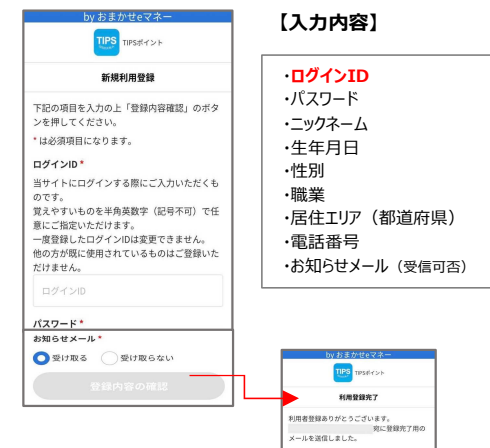 by おまかせeマネー
TIPS TIPSポイント
新規利用登録
下記の項目を入力の上「登録内容確認」のボタ
ンを押してください。
* は必須項目になります。
ログインID *
当サイトにログインする際にご入力いただくも
のです。
覚えやすいものを半角英数字（記号不可）で任
意にご指定いただけます。
一度登録したログインIDは変更できません。
他の方が既に使用されているものはご登録いた
だけません。
ログインID
パスワード *
お知らせメール *
受け取る 受け取らない
登録内容の確認
【入力内容】
・ログインID
・パスワード
・ニックネーム
・生年月日
・性別
・職業
・居住エリア（都道府県）
・電話番号
・お知らせメール（受信可否）
by おまかせeマネー
TIPS TIPSポイント
利用登録完了
利用者登録ありがとうございます。
宛に登録完了用の
メールを送信しました。